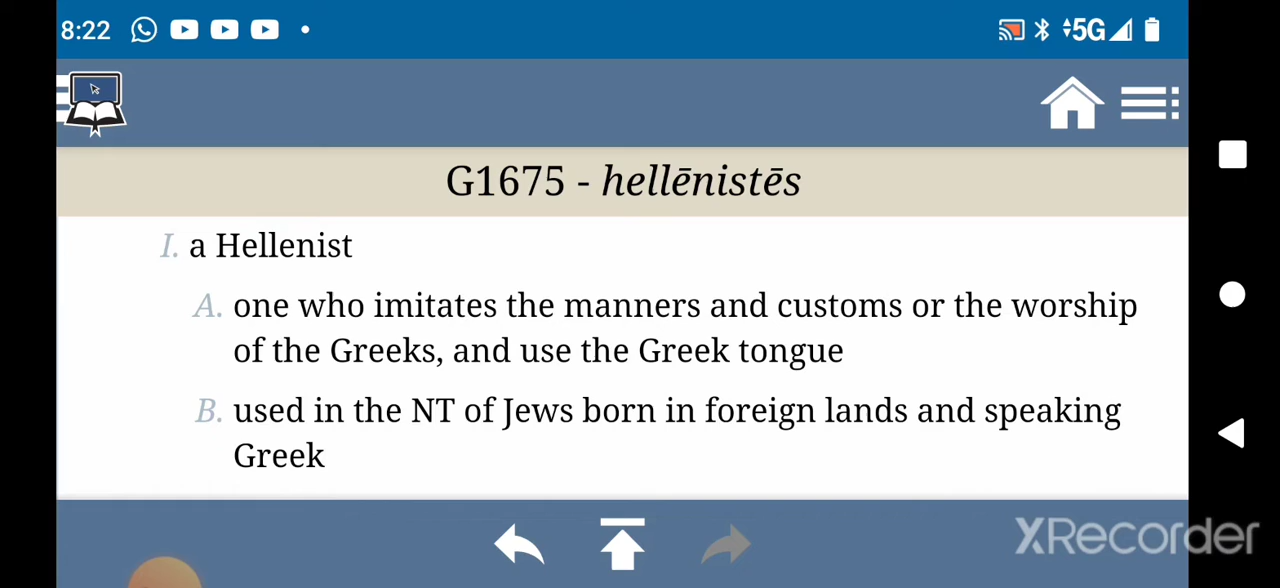 8:22
5G
G1675 - hellēnistēs
I. a Hellenist
A. one who imitates the manners and customs or the worship
of the Greeks, and use the Greek tongue
B. used in the NT of Jews born in foreign lands and speaking
Greek
XRecorder